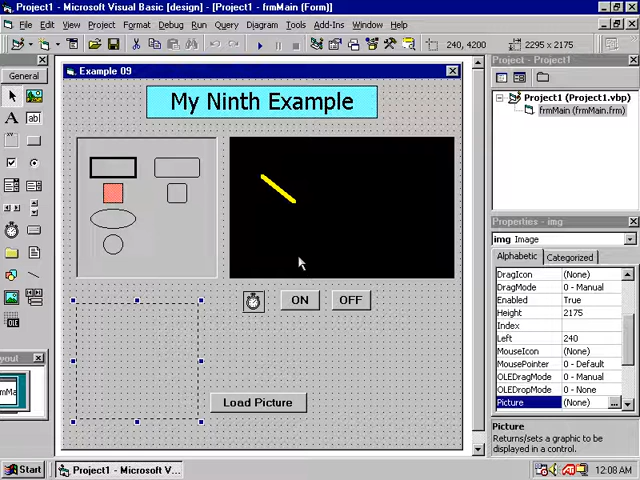 Project1 - Microsoft Visual Basic [design] - [Project1 - frmMain (Form)]
File Edit View Project Format Debug Run Query Diagram Tools Add-Ins Window Help
240, 4200
2295 x 2175
General
A
ab|
OLE
Example 09
My Ninth Example
ON
OFF
Load Picture
Project - Project1
Project1 (Project1.vbp)
frmMain (frmMain.frm)
Properties - img
img Image
Alphabetic
Categorized
DragIcon (None)
DragMode 0 - Manual
Enabled True
Height 2175
Index
Left 240
MouseIcon (None)
MousePointer 0 - Default
OLEDragMode 0 - Manual
OLEDropMode 0 - None
Picture (None) ...
Picture
Returns/sets a graphic to be
displayed in a control.
Start
Project1 - Microsoft V...
12:08 AM